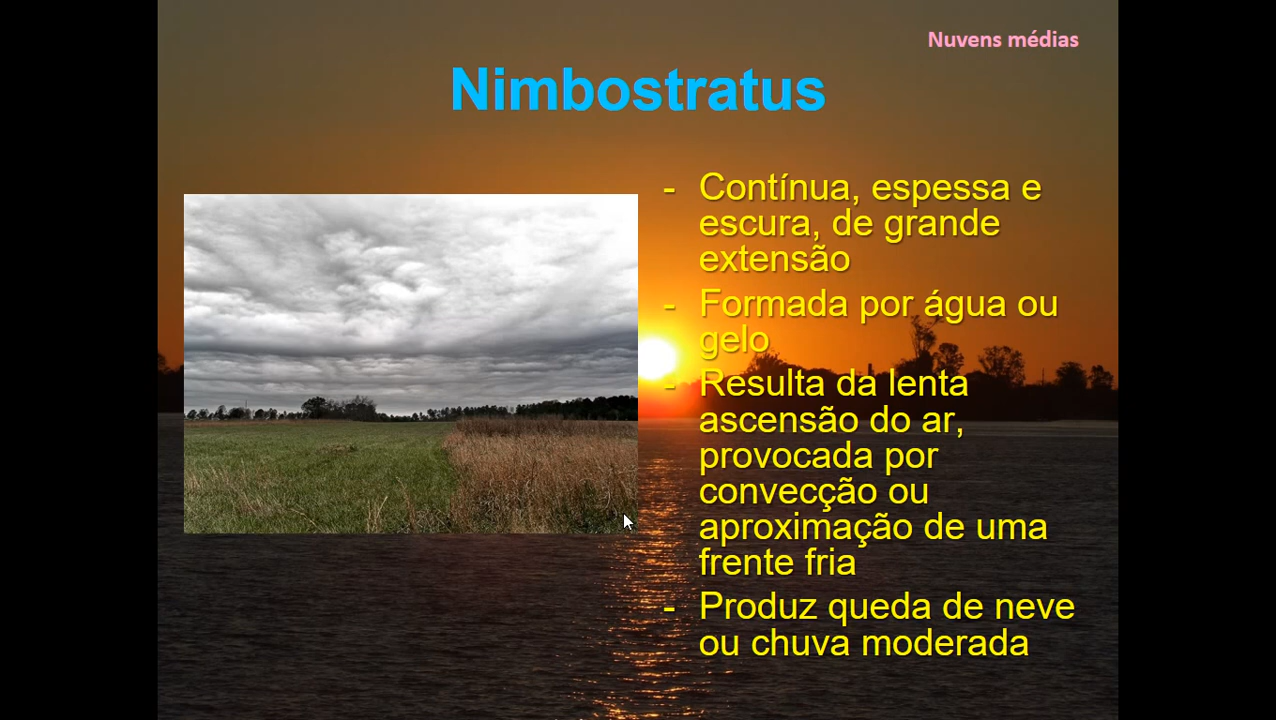 Nuvens médias
Nimbostratus
- Contínua, espessa e
escura, de grande
extensão
- Formada por água ou
gelo
- Resulta da lenta
ascensão do ar,
provocada por
convecção ou
aproximação de uma
frente fria
- Produz queda de neve
ou chuva moderada